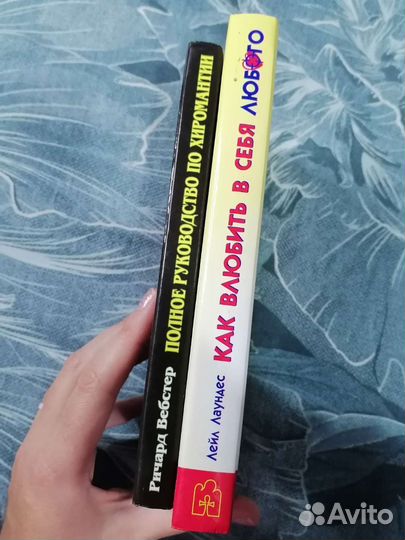 Ричард Вебстер ПОЛНОЕ РУКОВОДСТВО ПО ХИРОМАНТИИ
Лейл Лаундес КАК ВЛЮБИТЬ В СЕБЯ ЛЮБОГО
Avito